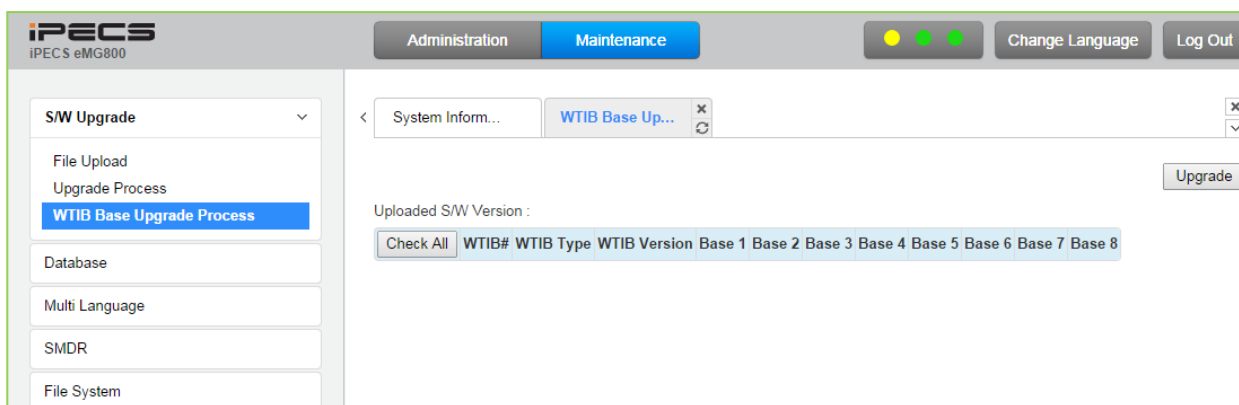 iPECS
iPECS eMG800
Administration
Maintenance
Change Language
Log Out
S/W Upgrade
File Upload
Upgrade Process
WTIB Base Upgrade Process
Database
Multi Language
SMDR
File System
System Inform...
WTIB Base Up...
Upgrade
Uploaded S/W Version :
Check All WTIB# WTIB Type WTIB Version Base 1 Base 2 Base 3 Base 4 Base 5 Base 6 Base 7 Base 8